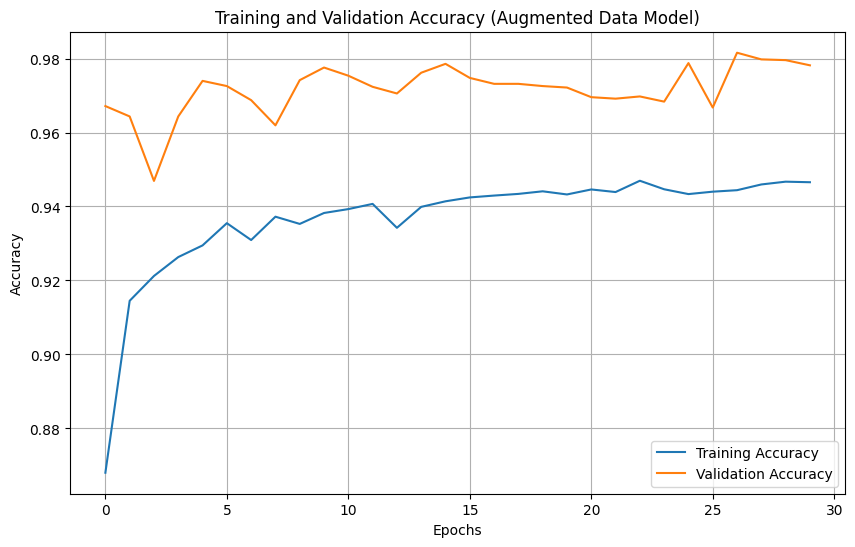 Training and Validation Accuracy (Augmented Data Model)
0.98
0.96
0.94
0.92
0.90
0.88
Accuracy
0
5
10
15
20
25
30
Epochs
Training Accuracy
Validation Accuracy